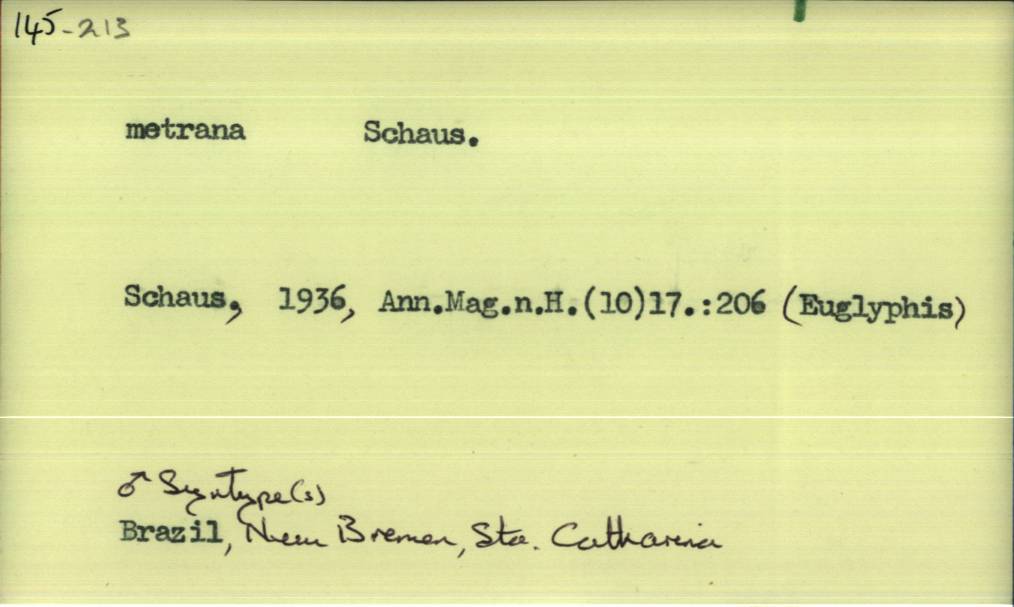 145-213
metrana Schaus.
Schaus, 1936, Ann.Mag.n.H.(10)17.:206 (Euglyphis)
♂ Syntype(s)
Brazil, Neu Bremen, Sta. Catharina